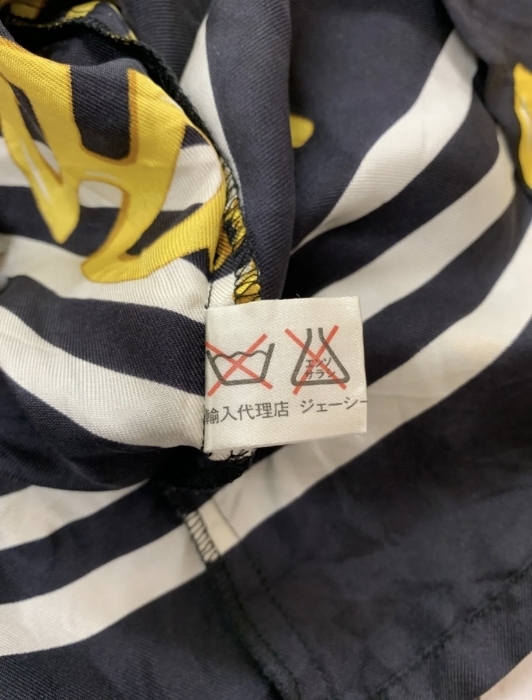 エンソ
サラシ
輸入代理店 ジェーシー